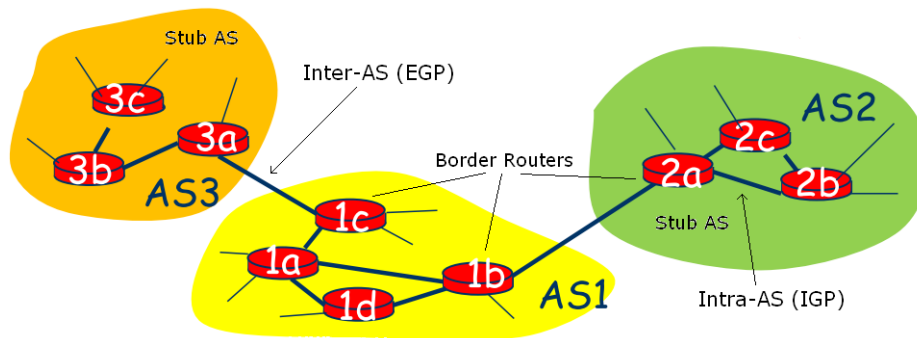 Stub AS
Inter-AS (EGP)
3c
3a
3b
AS3
Border Routers
AS2
2c
2a
2b
Stub AS
1c
1a
1b
1d
AS1
Intra-AS (IGP)